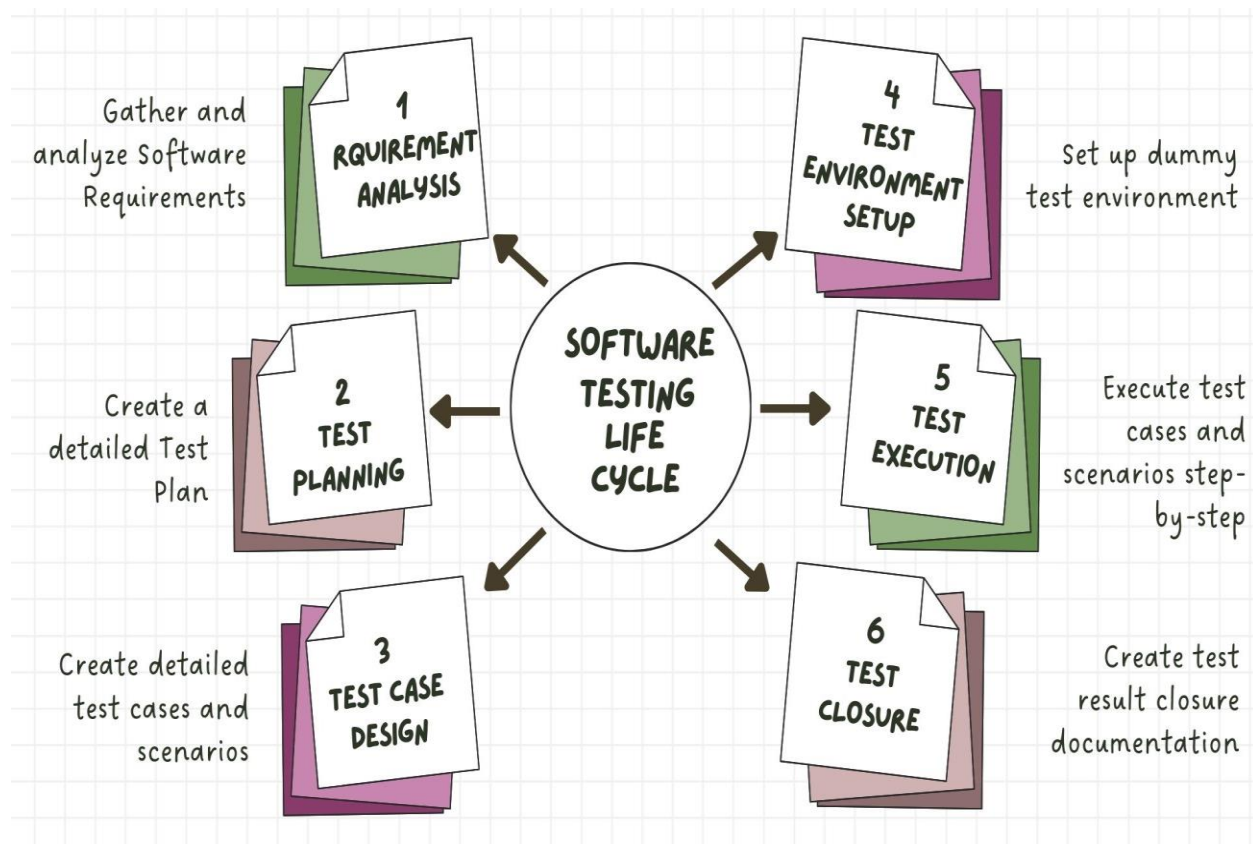 SOFTWARE
TESTING
LIFE
CYCLE
Gather and
analyze Software
Requirements
1
RQUIREMENT
ANALYSIS
Create a
detailed Test
Plan
2
TEST
PLANNING
Create detailed
test cases and
scenarios
3
TEST CASE
DESIGN
4
TEST
ENVIRONMENT
SETUP
Set up dummy
test environment
5
TEST
EXECUTION
Execute test
cases and
scenarios step-
by-step
6
TEST
CLOSURE
Create test
result closure
documentation